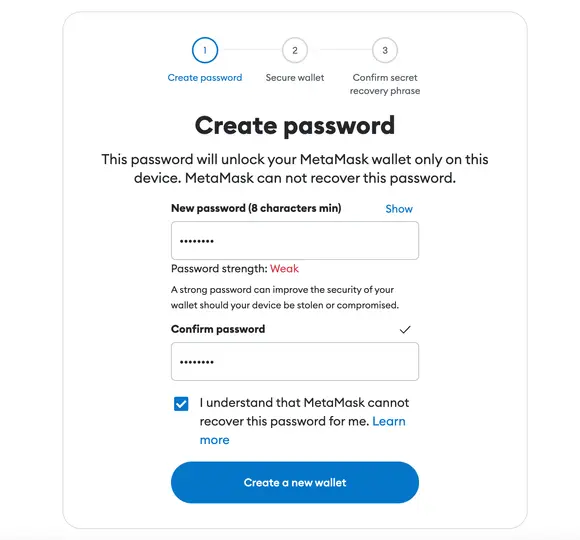 1 2 3
Create password Secure wallet Confirm secret
recovery phrase
Create password
This password will unlock your MetaMask wallet only on this
device. MetaMask can not recover this password.
New password (8 characters min) Show
••••••••
Password strength: Weak
A strong password can improve the security of your
wallet should your device be stolen or compromised.
Confirm password
••••••••
I understand that MetaMask cannot
recover this password for me. Learn
more
Create a new wallet